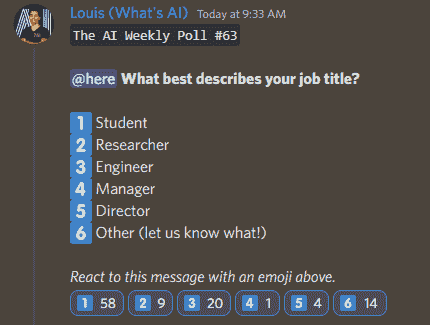 Louis (What's AI) Today at 9:33 AM
The AI Weekly Poll #63
@here What best describes your job title?
1 Student
2 Researcher
3 Engineer
4 Manager
5 Director
6 Other (let us know what!)
React to this message with an emoji above.
1 58 2 9 3 20 4 1 5 4 6 14